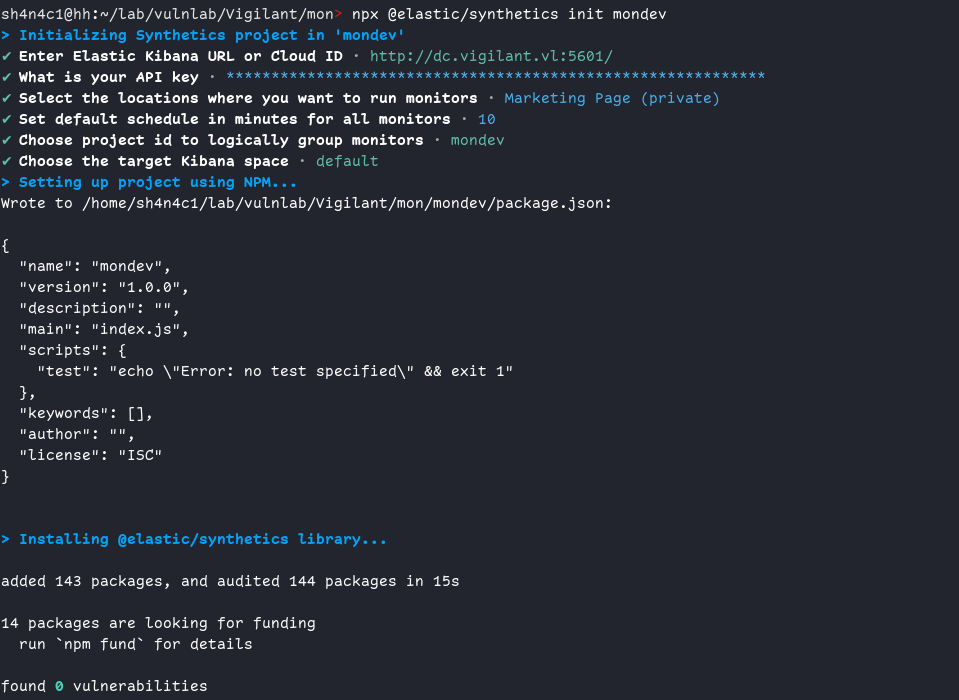 sh4n4c1@hh:~/lab/vulnlab/Vigilant/mon> npx @elastic/synthetics init mondev
> Initializing Synthetics project in 'mondev'
✔ Enter Elastic Kibana URL or Cloud ID · http://dc.vigilant.vl:5601/
✔ What is your API key · ************************************************************
✔ Select the locations where you want to run monitors · Marketing Page (private)
✔ Set default schedule in minutes for all monitors · 10
✔ Choose project id to logically group monitors · mondev
✔ Choose the target Kibana space · default
> Setting up project using NPM...
Wrote to /home/sh4n4c1/lab/vulnlab/Vigilant/mon/mondev/package.json:
{
  "name": "mondev",
  "version": "1.0.0",
  "description": "",
  "main": "index.js",
  "scripts": {
    "test": "echo \"Error: no test specified\" && exit 1"
  },
  "keywords": [],
  "author": "",
  "license": "ISC"
}
> Installing @elastic/synthetics library...
added 143 packages, and audited 144 packages in 15s
14 packages are looking for funding
  run `npm fund` for details
found 0 vulnerabilities